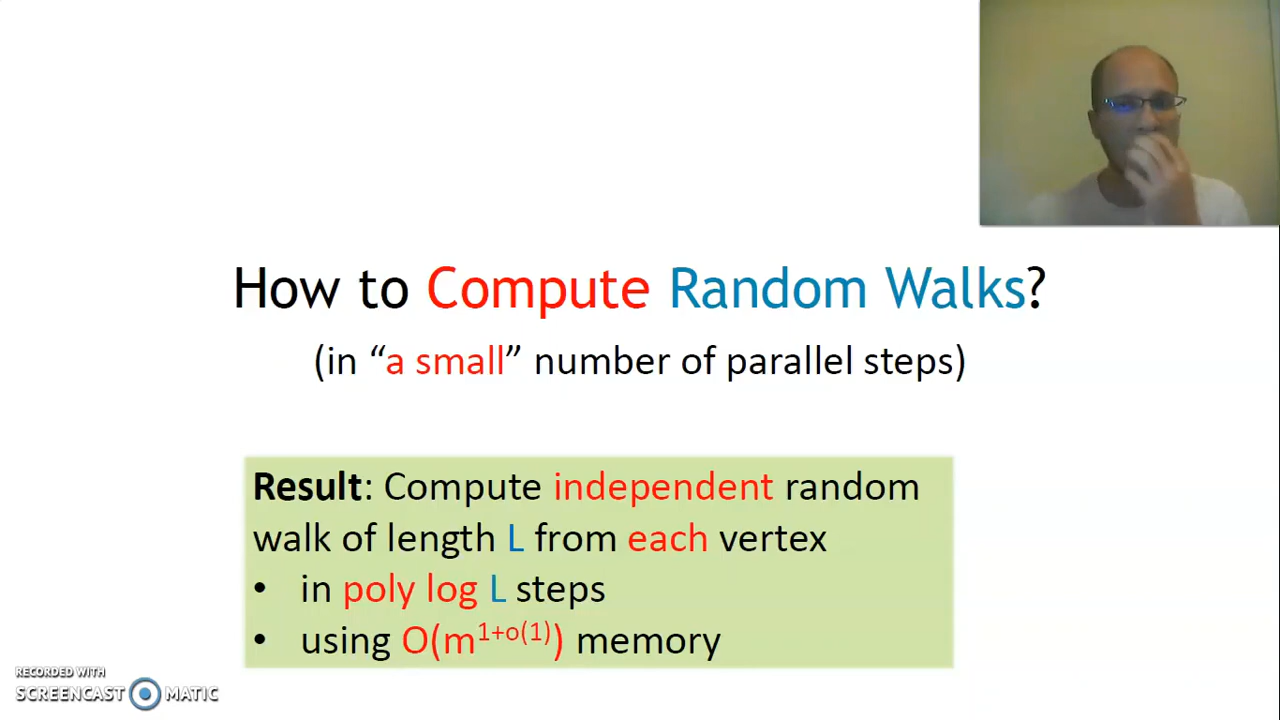 How to Compute Random Walks?
(in “a small” number of parallel steps)
Result: Compute independent random
walk of length L from each vertex
• in poly log L steps
• using O(m^{1+o(1)}) memory
RECORDED WITH
SCREENCAST MATIC